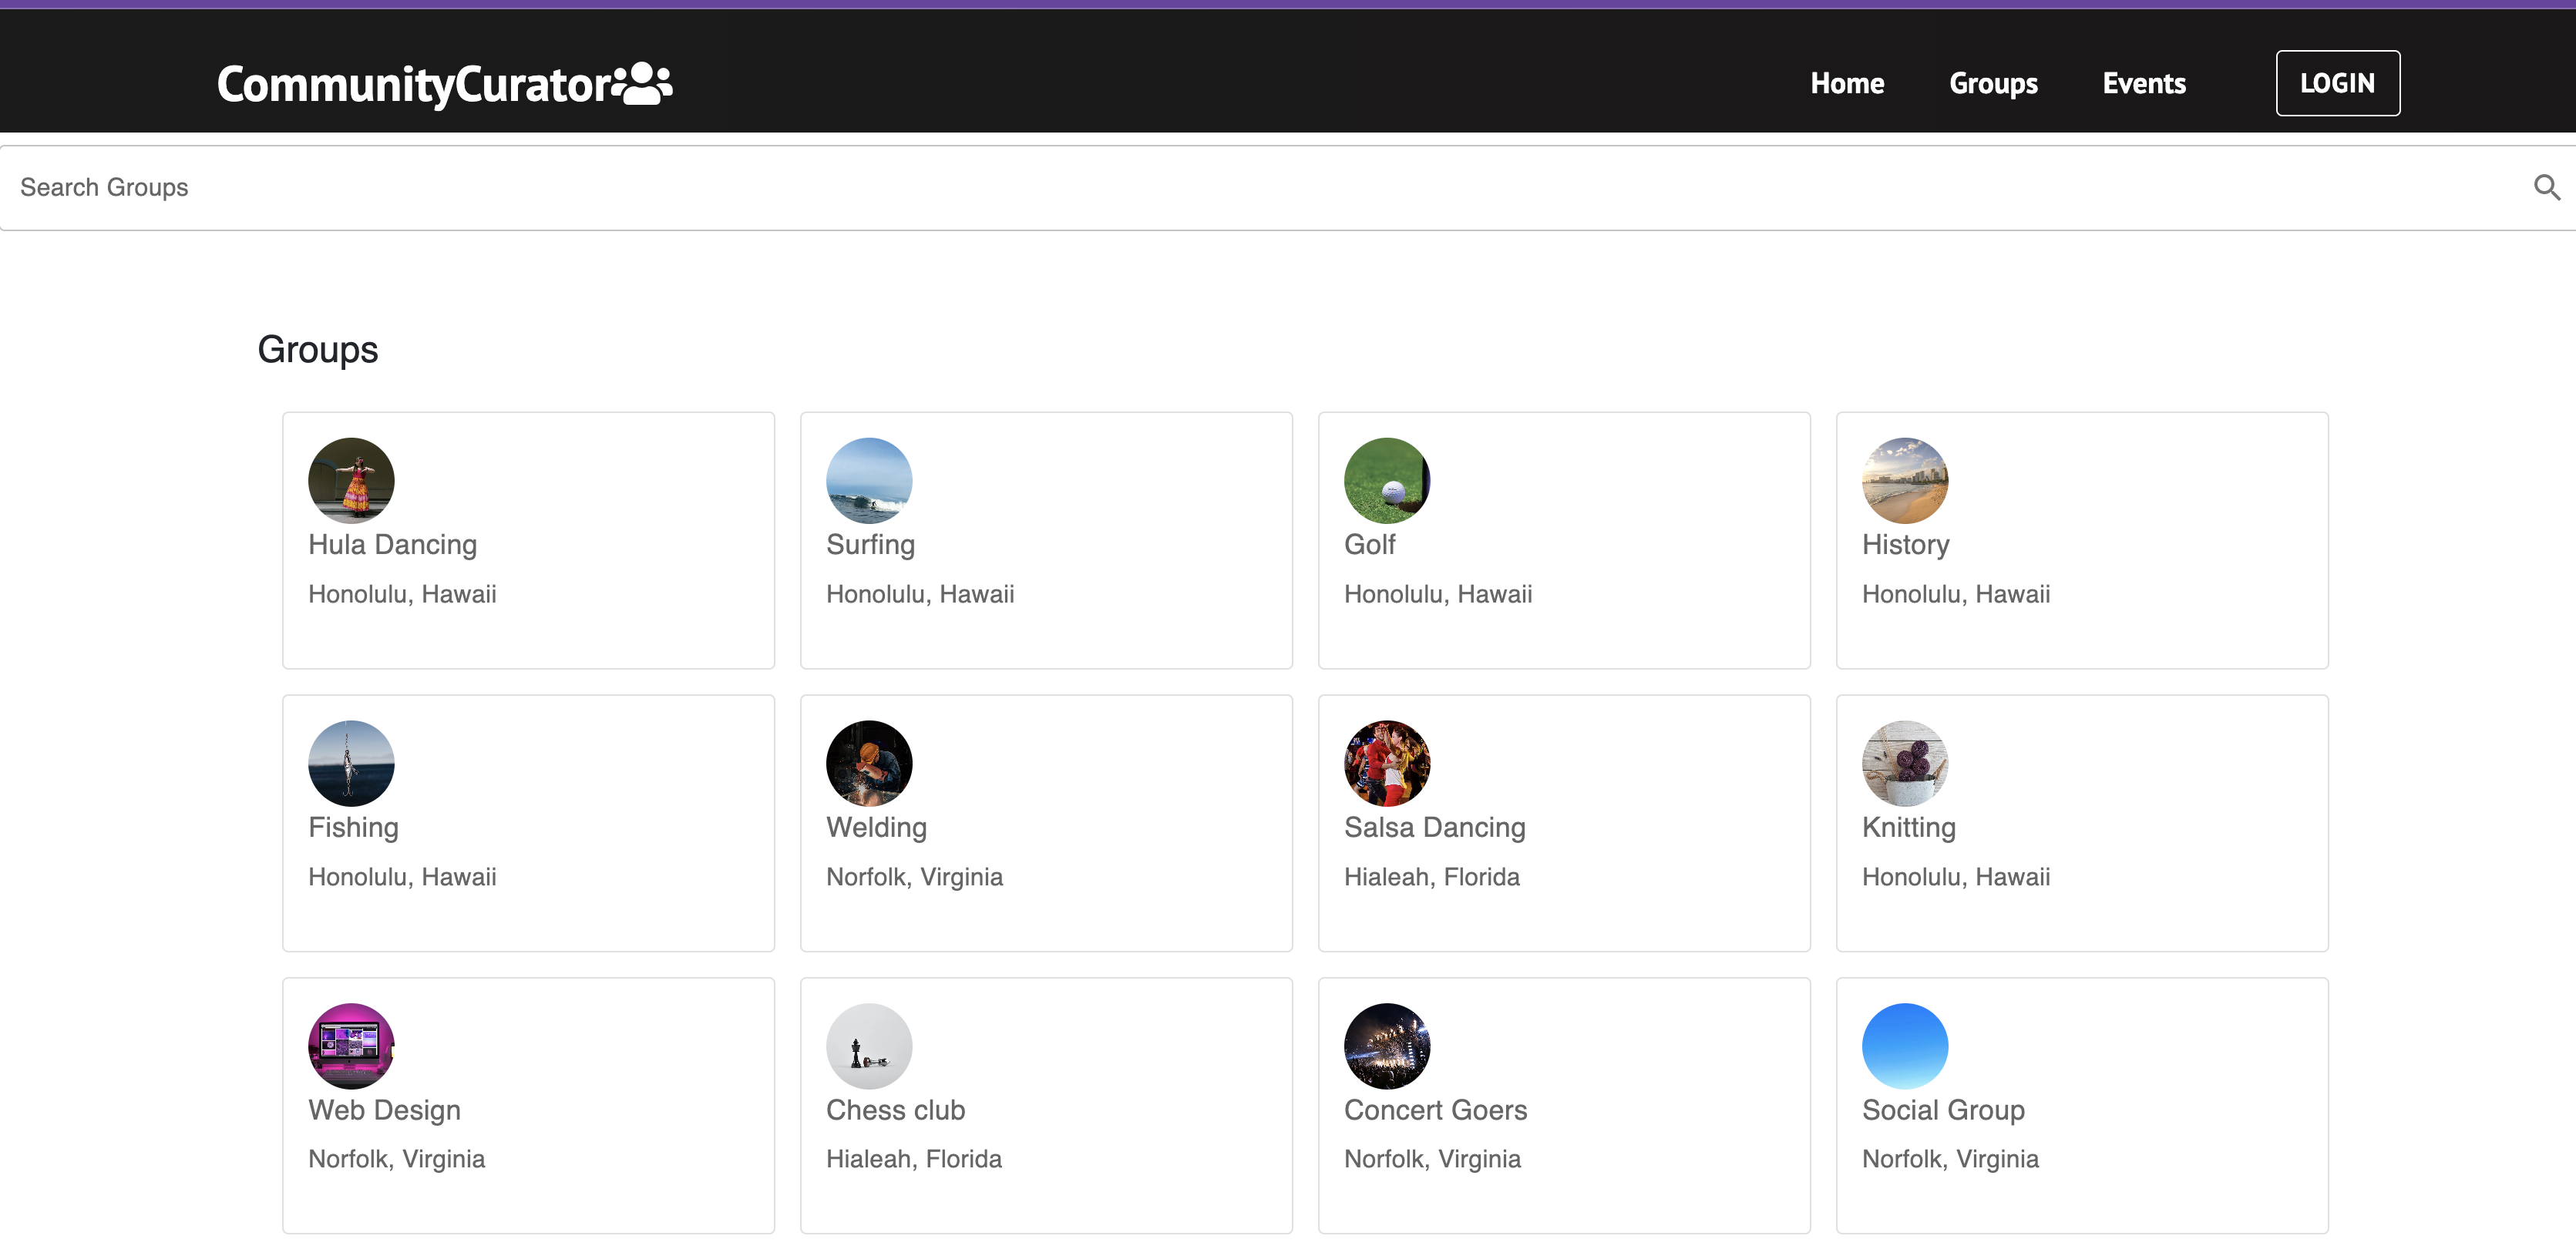 CommunityCurator
Home Groups Events LOGIN
Search Groups
Groups
Hula Dancing
Honolulu, Hawaii
Surfing
Honolulu, Hawaii
Golf
Honolulu, Hawaii
History
Honolulu, Hawaii
Fishing
Honolulu, Hawaii
Welding
Norfolk, Virginia
Salsa Dancing
Hialeah, Florida
Knitting
Honolulu, Hawaii
Web Design
Norfolk, Virginia
Chess club
Hialeah, Florida
Concert Goers
Norfolk, Virginia
Social Group
Norfolk, Virginia